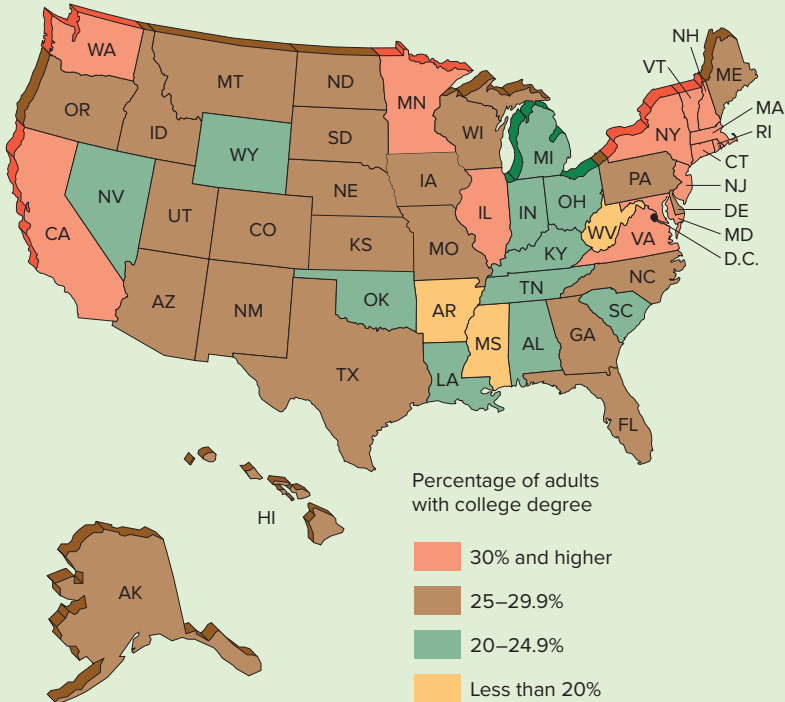 NH
WA
VT
ME
MT
ND
MN
OR
MA
ID
SD
WI
NY
RI
WY
MI
CT
IA
PA
NJ
NV
NE
OH
IL
IN
DE
UT
WV
MD
CA
CO
VA
KS
MO
KY
D.C.
NC
TN
AZ
OK
NM
AR
SC
MS
AL
GA
TX
LA
FL
Percentage of adults
with college degree
HI
30% and higher
AK
25–29.9%
20–24.9%
Less than 20%